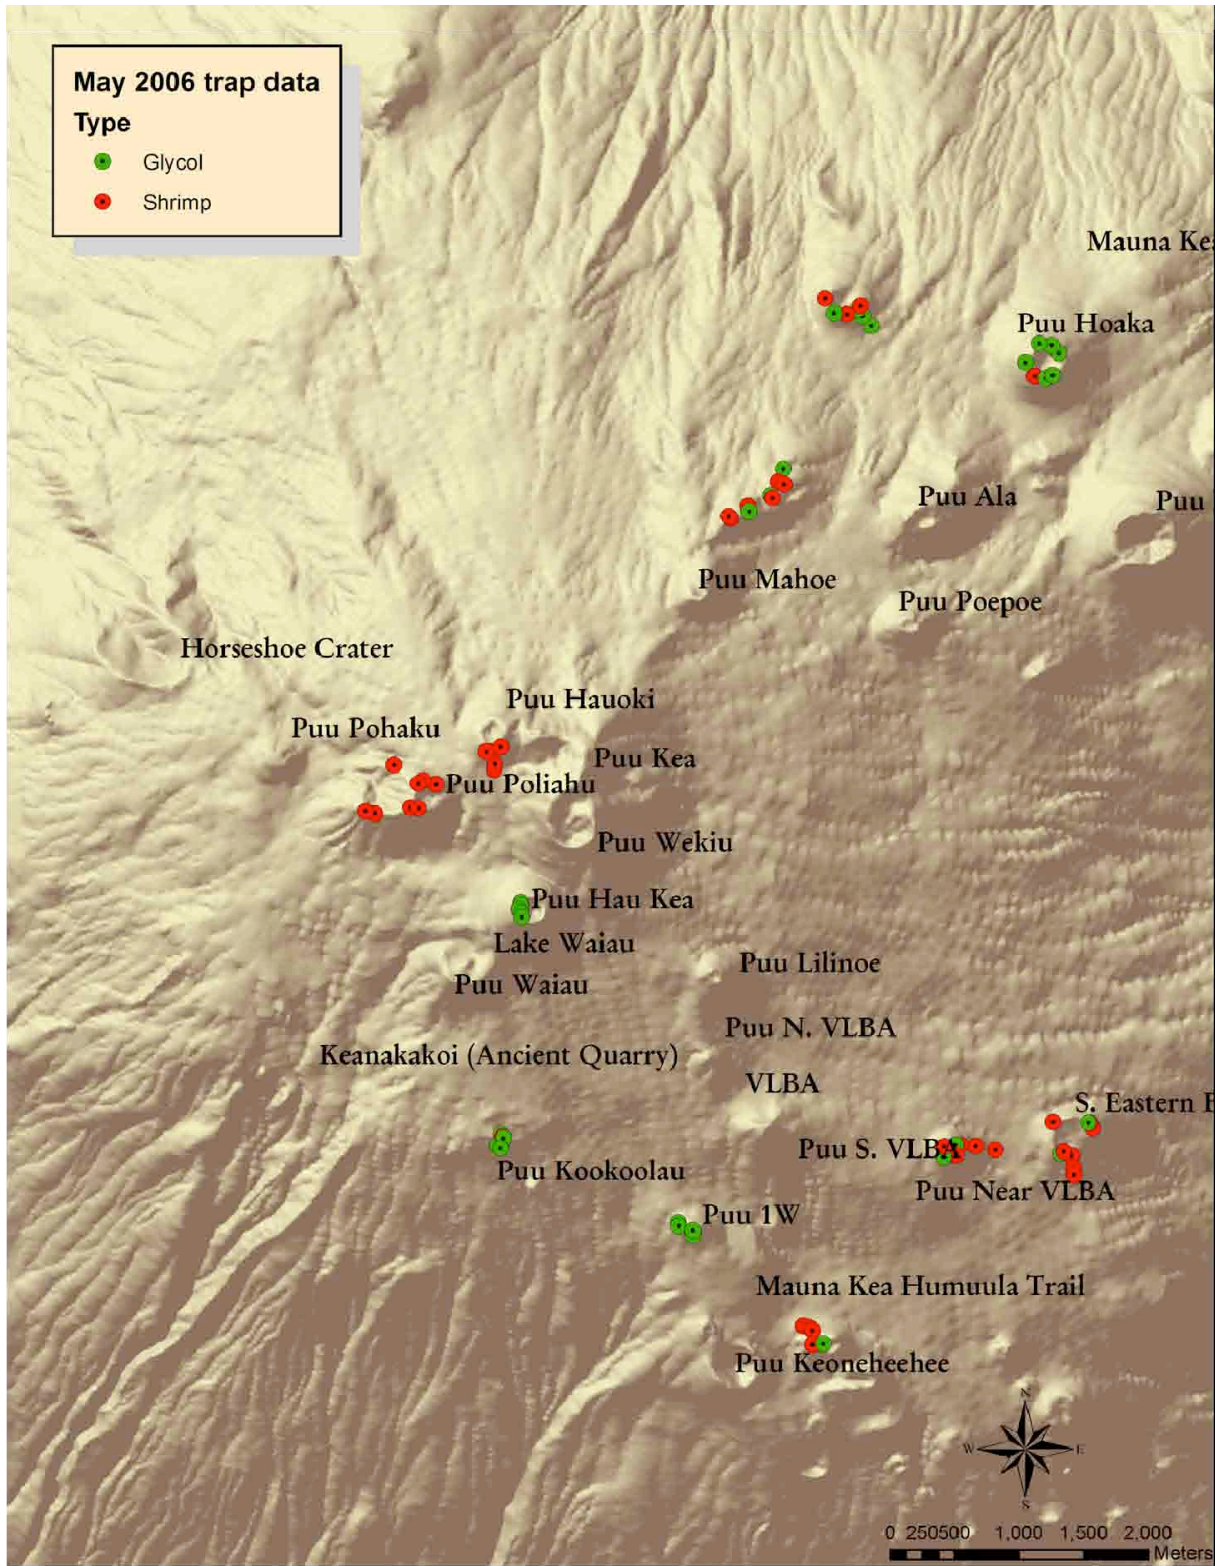 May 2006 trap data
Type
Glycol
Shrimp
Mauna Ke
Puu Hoaka
Puu Ala
Puu
Puu Mahoe
Puu Poepoe
Horseshoe Crater
Puu Hauoki
Puu Pohaku
Puu Kea
Puu Poliahu
Puu Wekiu
Puu Hau Kea
Lake Waiau
Puu Lilinoe
Puu Waiau
Puu N. VLBA
Keanakakoi (Ancient Quarry)
VLBA
S. Eastern
Puu S. VLBA
Puu Kookoolau
Puu Near VLBA
Puu 1W
Mauna Kea Humuula Trail
Puu Keoneheehee
N
W E
S
0 250500 1,000 1,500 2,000
Meters